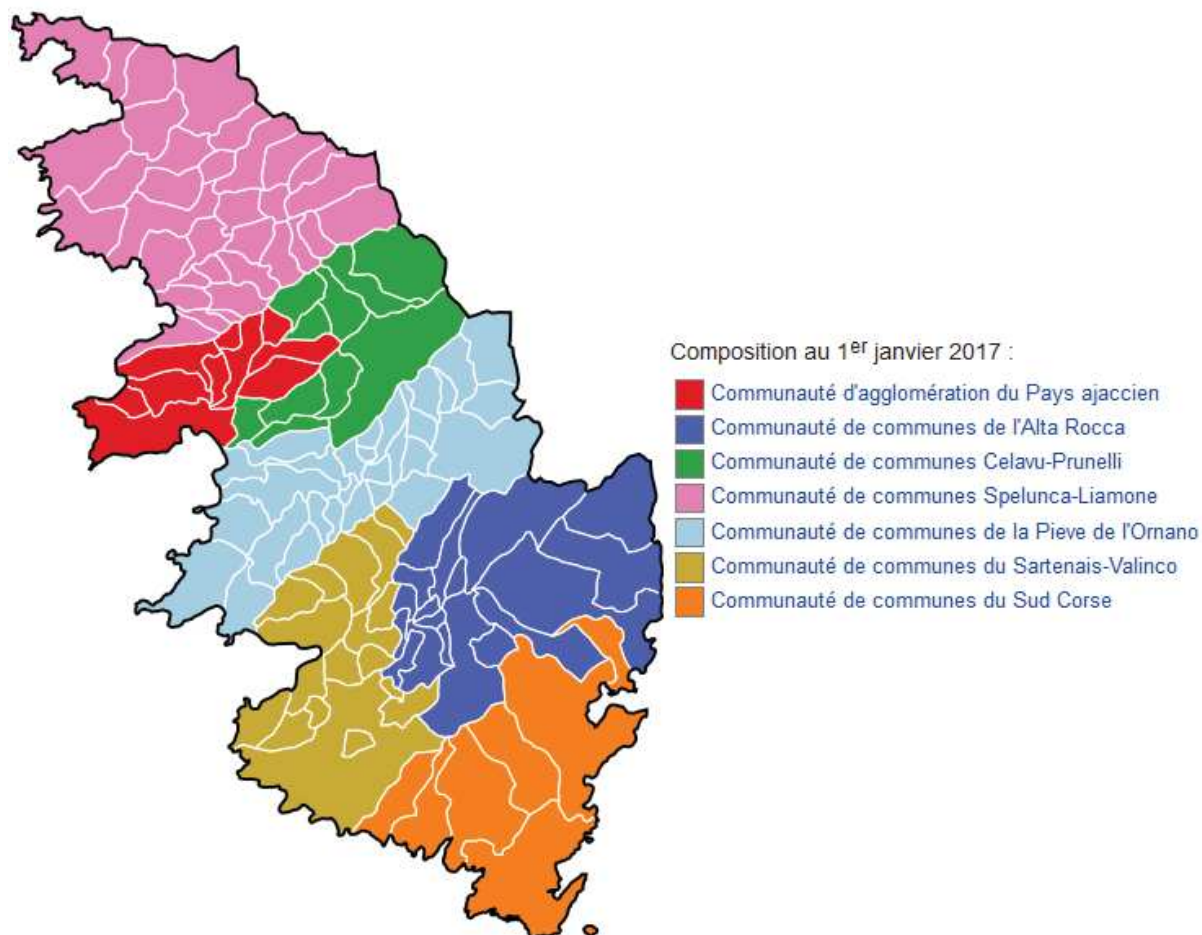 Composition au 1er janvier 2017 :
Communauté d'agglomération du Pays ajaccien
Communauté de communes de l'Alta Rocca
Communauté de communes Celavu-Prunelli
Communauté de communes Spelunca-Liamone
Communauté de communes de la Pieve de l'Ornano
Communauté de communes du Sartenais-Valinco
Communauté de communes du Sud Corse